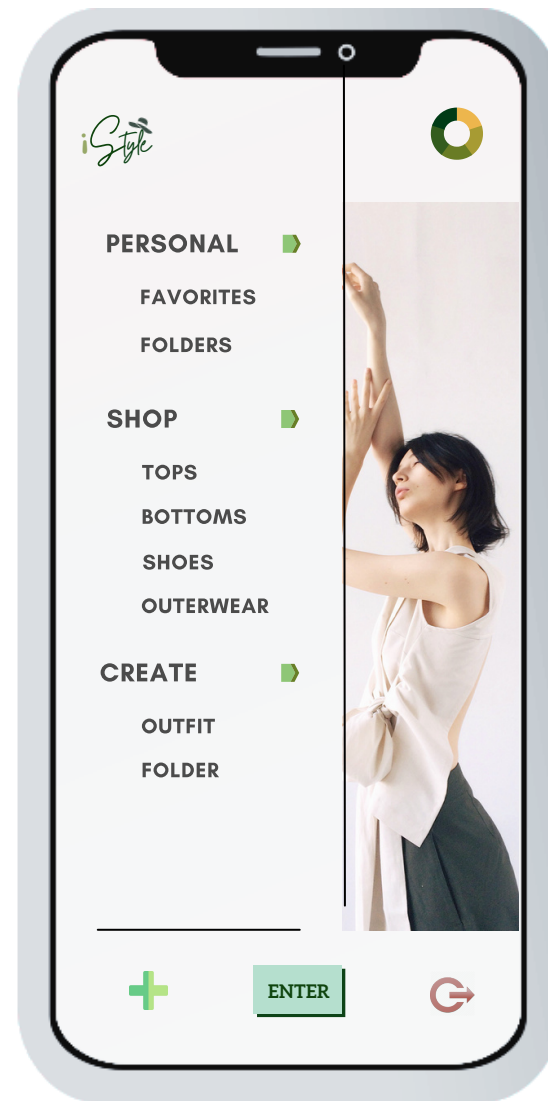 iStyle
PERSONAL
FAVORITES
FOLDERS
SHOP
TOPS
BOTTOMS
SHOES
OUTERWEAR
CREATE
OUTFIT
FOLDER
ENTER